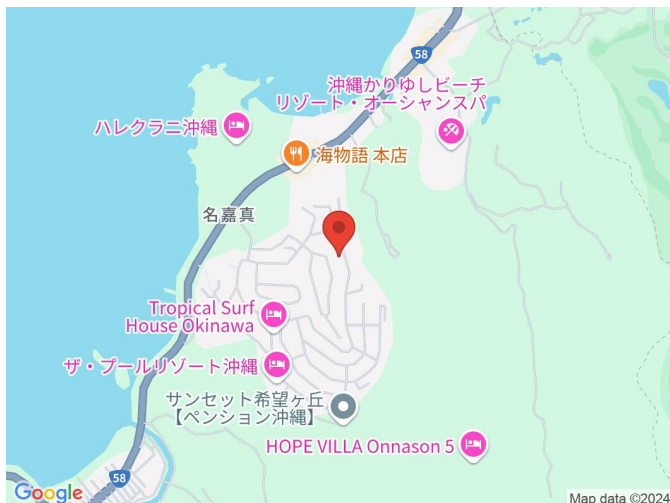 58
沖縄かりゆしビーチ
リゾート・オーシャンスパ
ハレクラニ沖縄
海物語 本店
名嘉真
Tropical Surf
House Okinawa
ザ・プールリゾート沖縄
サンセット希望ヶ丘
【ペンション沖縄】
HOPE VILLA Onnason 5
58
Google
Map data ©2024